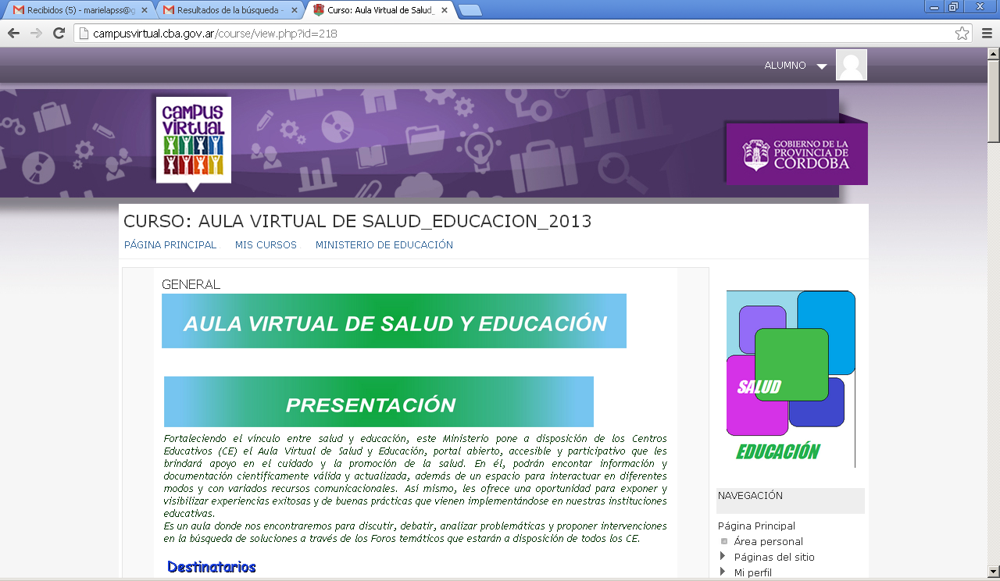 Recibidos (5) - marielapss@g
Resultados de la búsqueda -
Curso: Aula Virtual de Salud_
campusvirtual.cba.gov.ar/course/view.php?id=218
ALUMNO
CAMPUS
VIRTUAL
GOBIERNO DE LA
PROVINCIA DE
CORDOBA
CURSO: AULA VIRTUAL DE SALUD_EDUCACION_2013
PÁGINA PRINCIPAL MIS CURSOS MINISTERIO DE EDUCACIÓN
GENERAL
AULA VIRTUAL DE SALUD Y EDUCACIÓN
PRESENTACIÓN
Fortaleciendo el vínculo entre salud y educación, este Ministerio pone a disposición de los Centros
Educativos (CE) el Aula Virtual de Salud y Educación, portal abierto, accesible y participativo que les
brindará apoyo al cuidado y la promoción de la salud. En él, podrán encontar información y
documentación científicamente válida y actualizada, además de un espacio para interactuar en diferentes
modos y con variados recursos comunicacionales. Así mismo, les ofrece una oportunidad para exponer y
visibilizar experiencias exitosas y de buenas prácticas que vienen implementándose en nuestras instituciones
educativas.
Es un aula donde nos encontraremos para discutir, debatir, analizar problemáticas y proponer intervenciones
en la búsqueda de soluciones a través de los Foros temáticos que estarán a disposición de todos los CE.
Destinatarios
SALUD
EDUCACIÓN
NAVEGACIÓN
Página Principal
Área personal
Páginas del sitio
Mi perfil